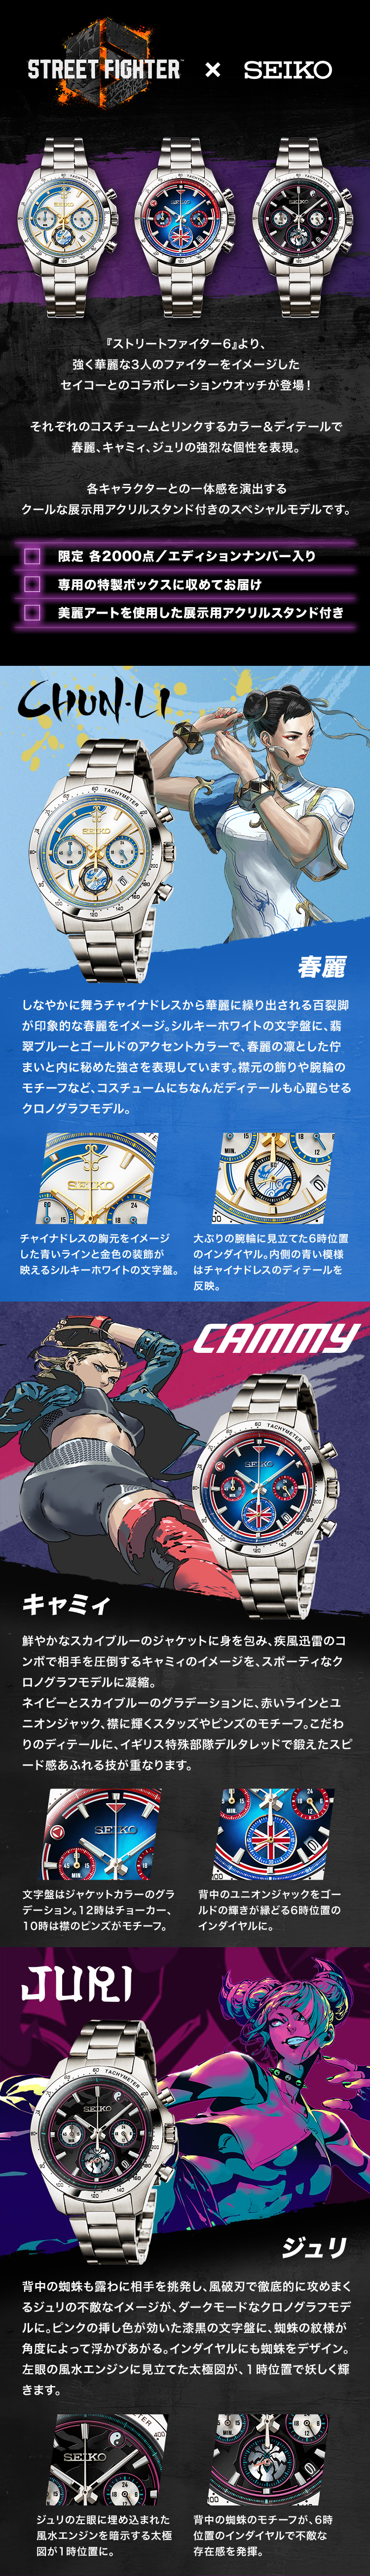 STREET FIGHTER™ × SEIKO
『ストリートファイター6』より、
強く華麗な3人のファイターをイメージした
セイコーとのコラボレーションウオッチが登場！
それぞれのコスチュームとリンクするカラー＆ディテールで
春麗、キャミィ、ジュリの強烈な個性を表現。
各キャラクターとの一体感を演出する
クールな展示用アクリルスタンド付きのスペシャルモデルです。
限定 各2000点／エディションナンバー入り
専用の特製ボックスに収めてお届け
美麗アートを使用した展示用アクリルスタンド付き
CHUN-LI
TACHYMETER
SEIKO
春麗
しなやかに舞うチャイナドレスから華麗に繰り出される百裂脚
が印象的な春麗をイメージ。シルキーホワイトの文字盤に、翡
翠ブルーとゴールドのアクセントカラーで、春麗の凛とした佇
まいと内に秘めた強さを表現しています。襟元の飾りや腕輪の
モチーフなど、コスチュームにちなんだディテールも心躍らせる
クロノグラフモデル。
チャイナドレスの胸元をイメージ
した青いラインと金色の装飾が
映えるシルキーホワイトの文字盤。
大ぶりの腕輪に見立てた6時位置
のインダイヤル。内側の青い模様
はチャイナドレスのディテールを
反映。
CAMMY
TACHYMETER
SEIKO
キャミィ
鮮やかなスカイブルーのジャケットに身を包み、疾風迅雷のコ
ンボで相手を圧倒するキャミィのイメージを、スポーティなク
ロノグラフモデルに凝縮。
ネイビーとスカイブルーのグラデーションに、赤いラインとユ
ニオンジャック、襟に輝くスタッズやピンズのモチーフ。こだわ
りのディテールに、イギリス特殊部隊デルタレッドで鍛えたスピ
ード感あふれる技が重なります。
SEIKO
文字盤はジャケットカラーのグラ
デーション。12時はチョーカー、
10時は襟のピンズがモチーフ。
背中のユニオンジャックをゴー
ルドの輝きが縁どる6時位置の
インダイヤルに。
JURI
TACHYMETER
SEIKO
ジュリ
背中の蜘蛛も露わに相手を挑発し、風破刃で徹底的に攻めまく
るジュリの不敵なイメージが、ダークモードなクロノグラフモデ
ルに。ピンクの挿し色が効いた漆黒の文字盤に、蜘蛛の紋様が
角度によって浮かびあがる。インダイヤルにも蜘蛛をデザイン。
左眼の風水エンジンに見立てた太極図が、1時位置で妖しく輝
きます。
SEIKO
ジュリの左眼に埋め込まれた
風水エンジンを暗示する太極
図が1時位置に。
背中の蜘蛛のモチーフが、6時
位置のインダイヤルで不敵な
存在感を発揮。